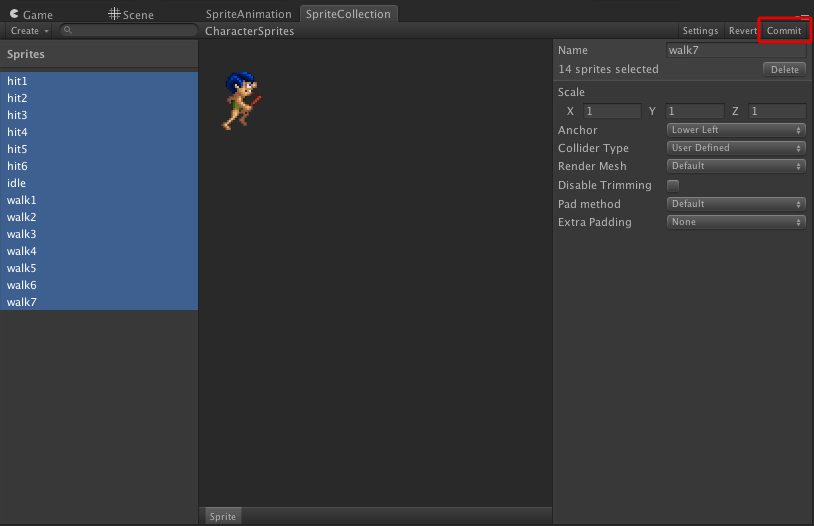 Game Scene SpriteAnimation SpriteCollection
Create CharacterSprites Settings Revert Commit
Sprites
hit1
hit2
hit3
hit4
hit5
hit6
idle
walk1
walk2
walk3
walk4
walk5
walk6
walk7
Sprite
Name walk7
14 sprites selected Delete
Scale
X 1 Y 1 Z 1
Anchor Lower Left
Collider Type User Defined
Render Mesh Default
Disable Trimming
Pad method Default
Extra Padding None